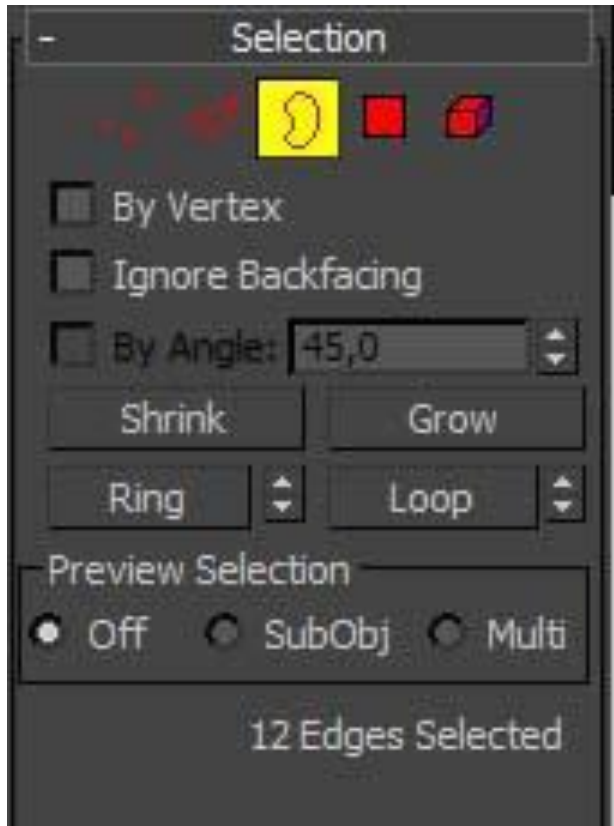 - Selection
By Vertex
Ignore Backfacing
By Angle: 45,0
Shrink Grow
Ring Loop
Preview Selection
Off SubObj Multi
12 Edges Selected